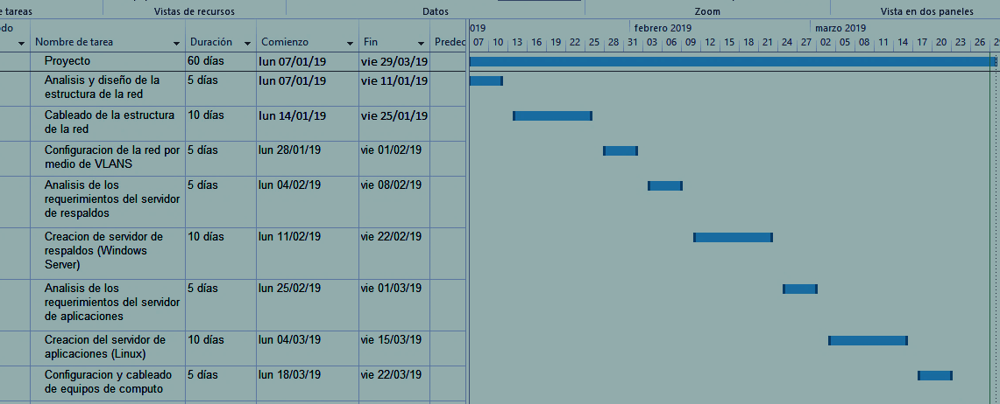 e tareas Vistas de recursos Datos Zoom Vista en dos paneles
do Nombre de tarea Duración Comienzo Fin Predec
019 febrero 2019 marzo 2019
07 10 13 16 19 22 25 28 31 03 06 09 12 15 18 21 24 27 02 05 08 11 14 17 20 23 26 29
Proyecto 60 días lun 07/01/19 vie 29/03/19
Analisis y diseño de la 5 días lun 07/01/19 vie 11/01/19
estructura de la red
Cableado de la estructura 10 días lun 14/01/19 vie 25/01/19
de la red
Configuracion de la red por 5 días lun 28/01/19 vie 01/02/19
medio de VLANS
Analisis de los 5 días lun 04/02/19 vie 08/02/19
requerimientos del servidor
de respaldos
Creacion de servidor de 10 días lun 11/02/19 vie 22/02/19
respaldos (Windows
Server)
Analisis de los 5 días lun 25/02/19 vie 01/03/19
requerimientos del servidor
de aplicaciones
Creacion del servidor de 10 días lun 04/03/19 vie 15/03/19
aplicaciones (Linux)
Configuracion y cableado 5 días lun 18/03/19 vie 22/03/19
de equipos de computo